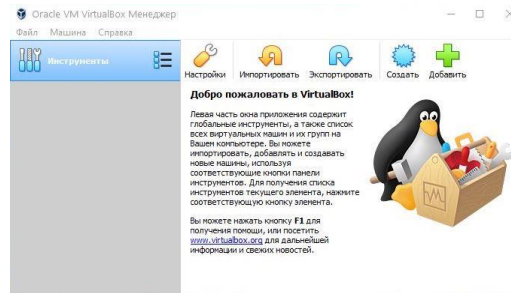 Oracle VM VirtualBox Менеджер
Файл Машина Справка
Инструменты
Настройки Импортировать Экспортировать Создать Добавить
Добро пожаловать в VirtualBox!
Левая часть окна приложения содержит
глобальные инструменты, а также список
всех виртуальных машин и их групп на
Вашем компьютере. Вы можете
импортировать, добавлять и создавать
новые машины, используя
соответствующие кнопки панели
инструментов. Для получения списка
инструментов текущего элемента, нажмите
соответствующую кнопку элемента.
Вы можете нажать кнопку F1 для
получения помощи, или посетить
www.virtualbox.org для дальнейшей
информации и свежих новостей.